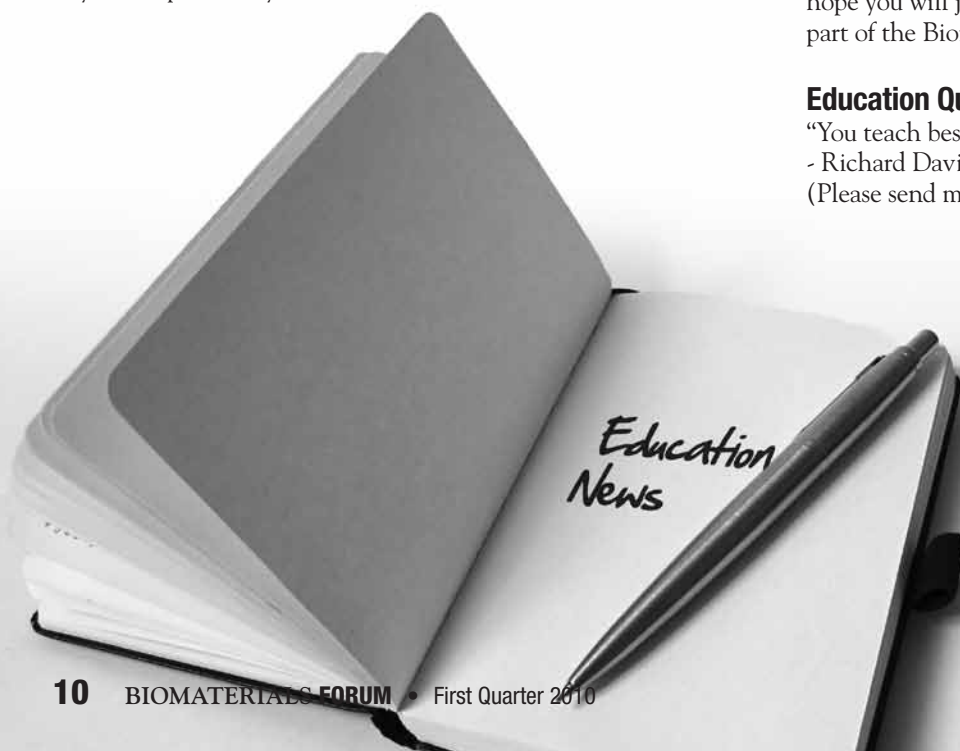 hope you will j
part of the Bio
Education Qu
“You teach bes
- Richard Davi
(Please send m
Education
News
10 BIOMATERIALS FORUM • First Quarter 2010